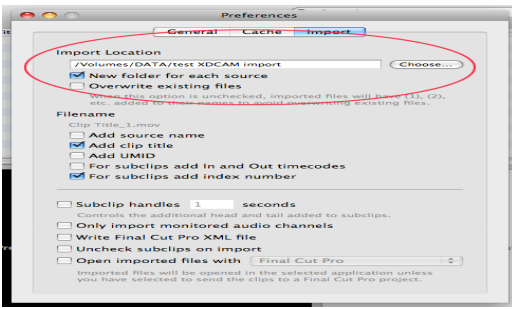 Preferences
General Cache Import
Import Location
/Volumes/DATA/test XDCAM import Choose...
New folder for each source
Overwrite existing files
When this option is unchecked, imported files will have (1), (2),
etc. added to their names to avoid overwriting existing files.
Filename
Clip Title_1.mov
Add source name
Add clip title
Add UMID
For subclips add In and Out timecodes
For subclips add index number
Subclip handles 1 seconds
Controls the additional head and tail added to subclips.
Only import monitored audio channels
Write Final Cut Pro XML file
Uncheck subclips on import
Open imported files with Final Cut Pro
Imported files will be opened in the selected application unless
you have selected to send the clips to a Final Cut Pro project.